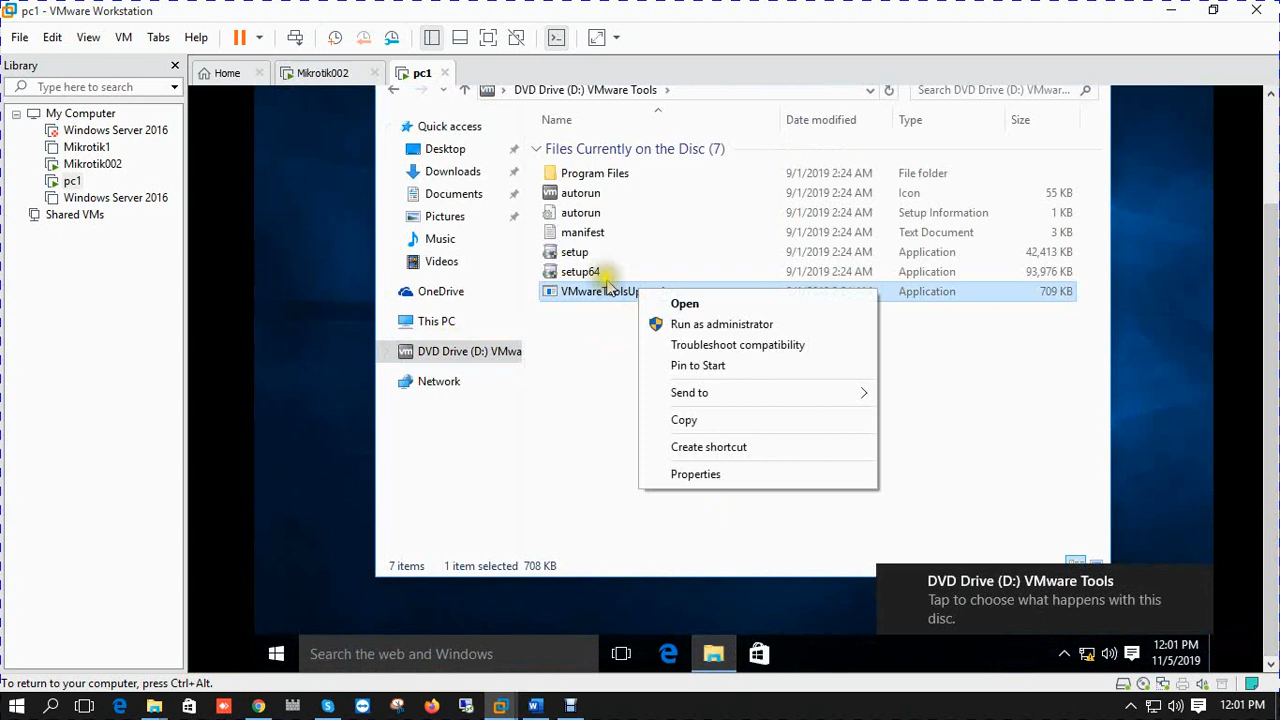 pc1 - VMware Workstation
File Edit View VM Tabs Help
Library
Type here to search
My Computer
Windows Server 2016
Mikrotik1
Mikrotik002
pc1
Windows Server 2016
Shared VMs
Home
Mikrotik002
pc1
DVD Drive (D:) VMware Tools
Search DVD Drive (D:) VMwar...
Quick access
Desktop
Downloads
Documents
Pictures
Music
Videos
OneDrive
This PC
DVD Drive (D:) VMwa
Network
Name Date modified Type Size
Files Currently on the Disc (7)
Program Files 9/1/2019 2:24 AM File folder
autorun 9/1/2019 2:24 AM Icon 55 KB
autorun 9/1/2019 2:24 AM Setup Information 1 KB
manifest 9/1/2019 2:24 AM Text Document 3 KB
setup 9/1/2019 2:24 AM Application 42,413 KB
setup64 9/1/2019 2:24 AM Application 93,976 KB
Application 709 KB
Open
Run as administrator
Troubleshoot compatibility
Pin to Start
Send to
Copy
Create shortcut
Properties
7 items 1 item selected 708 KB
DVD Drive (D:) VMware Tools
Tap to choose what happens with this
disc.
Search the web and Windows
12:01 PM
11/5/2019
To return to your computer, press Ctrl+Alt.
12:01 PM